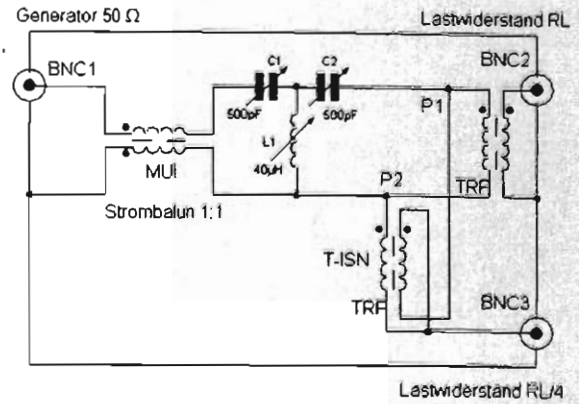 Generator 50 Ω
Lastwiderstand RL
BNC1
C1
C2
BNC2
500pF
500pF
P1
L1
40µH
MUI
P2
TRF
Strombalun 1:1
T-ISN
TRF
BNC3
Lastwiderstand RL/4